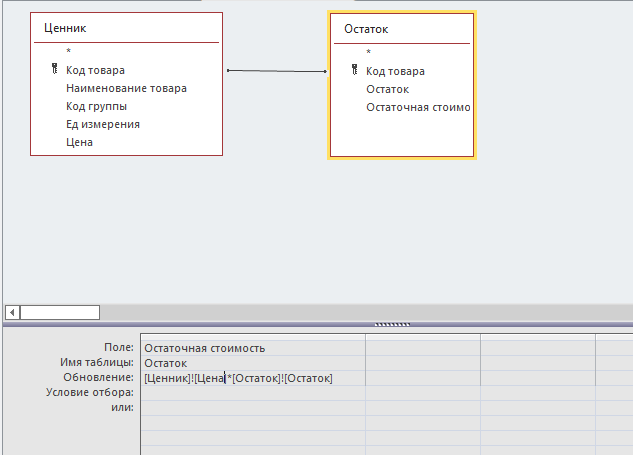 Ценник
*
Код товара
Наименование товара
Код группы
Ед измерения
Цена
Остаток
*
Код товара
Остаток
Остаточная стоимо
Поле: Остаточная стоимость
Имя таблицы: Остаток
Обновление: [Ценник]![Цена]*[Остаток]![Остаток]
Условие отбора:
или: